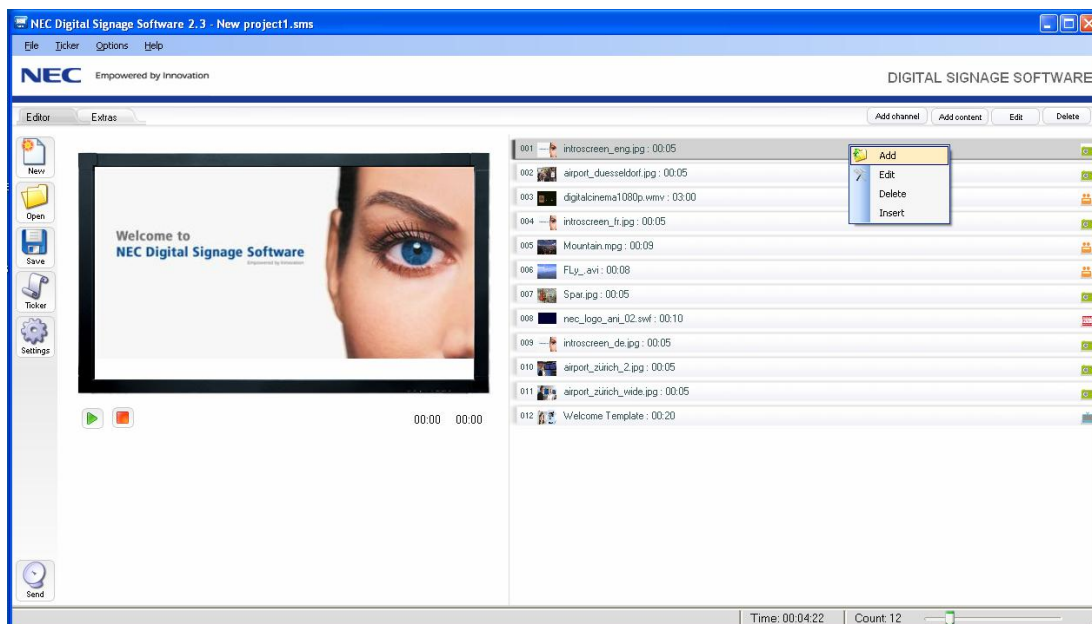 NEC Digital Signage Software 2.3 - New project1.sms
File Ticker Options Help
NEC Empowered by Innovation
DIGITAL SIGNAGE SOFTWARE
Editor Extras
Add channel Add content Edit Delete
New
Open
Save
Ticker
Settings
Send
Welcome to
NEC Digital Signage Software
Empowered by Innovation
00:00 00:00
001 introscreen_eng.jpg : 00:05
002 airport_duesseldorf.jpg : 00:05
003 digitalcinema1080p.wmv : 03:00
004 introscreen_fr.jpg : 00:05
005 Mountain.mpg : 00:09
006 FLy_.avi : 00:08
007 Spar.jpg : 00:05
008 nec_logo_ani_02.swf : 00:10
009 introscreen_de.jpg : 00:05
010 airport_zürich_2.jpg : 00:05
011 airport_zürich_wide.jpg : 00:05
012 Welcome Template : 00:20
Add
Edit
Delete
Insert
Time: 00:04:22 Count: 12